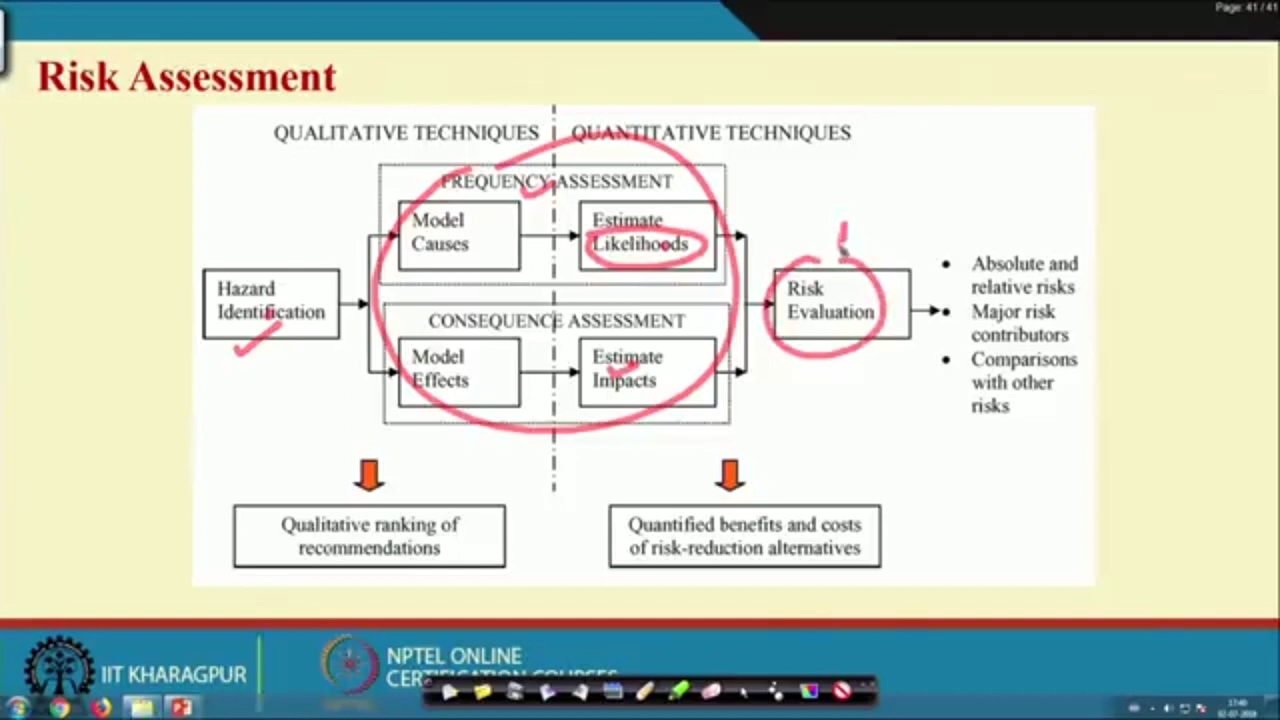 Page: 41 / 41
Risk Assessment
QUALITATIVE TECHNIQUES
QUANTITATIVE TECHNIQUES
FREQUENCY ASSESSMENT
Model
Causes
Estimate
Likelihoods
Hazard
Identification
CONSEQUENCE ASSESSMENT
Model
Effects
Estimate
Impacts
Risk
Evaluation
• Absolute and
relative risks
• Major risk
contributors
• Comparisons
with other
risks
Qualitative ranking of
recommendations
Quantified benefits and costs
of risk-reduction alternatives
IIT KHARAGPUR
NPTEL ONLINE
CERTIFICATION COURSES